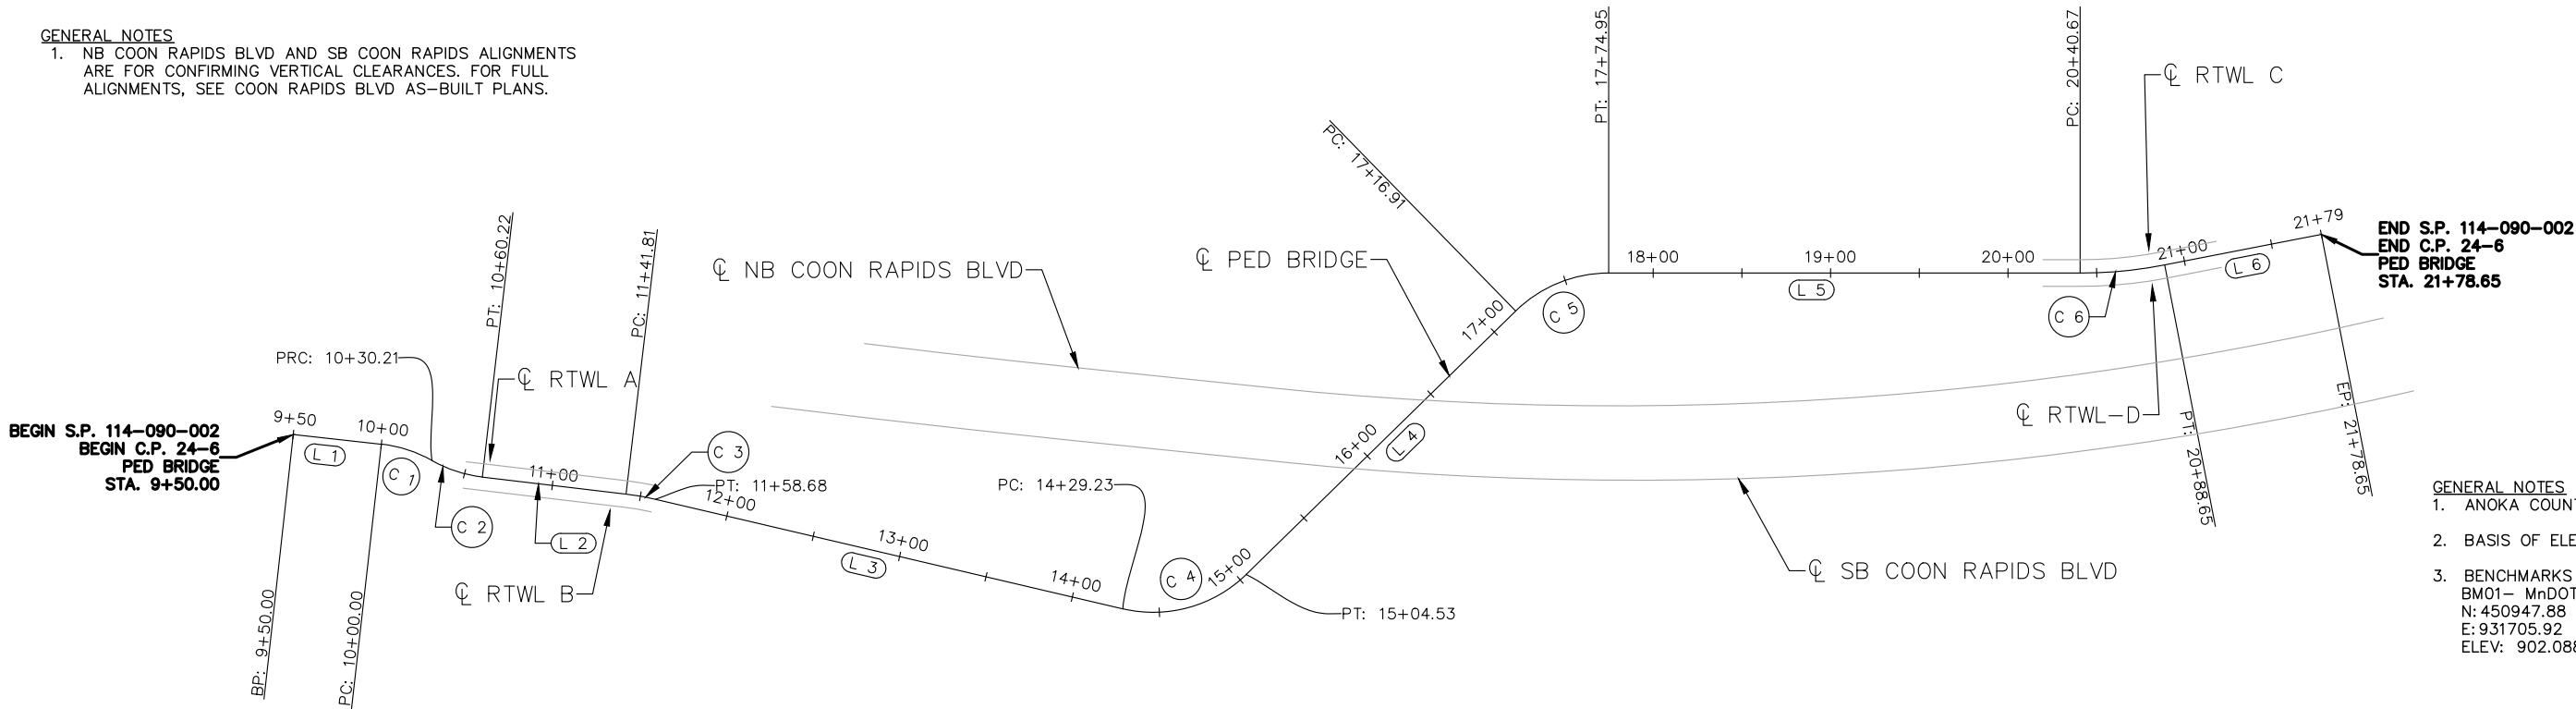 GENERAL NOTES
1. NB COON RAPIDS BLVD AND SB COON RAPIDS ALIGNMENTS
ARE FOR CONFIRMING VERTICAL CLEARANCES. FOR FULL
ALIGNMENTS, SEE COON RAPIDS BLVD AS-BUILT PLANS.
BEGIN S.P. 114-090-002
BEGIN C.P. 24-6
PED BRIDGE
STA. 9+50.00
9+50
L 1
BP: 9+50.00
10+00
PC: 10+00.00
C 1
PRC: 10+30.21
C 2
PT: 10+60.22
℄ RTWL A
11+00
L 2
℄ RTWL B
PC: 11+41.81
C 3
PT: 11+58.68
12+00
L 3
13+00
14+00
PC: 14+29.23
C 4
15+00
PT: 15+04.53
℄ NB COON RAPIDS BLVD
16+00
L 4
℄ PED BRIDGE
17+00
PC: 17+16.91
C 5
PT: 17+74.95
18+00
L 5
19+00
20+00
PC: 20+40.67
C 6
℄ RTWL C
℄ RTWL-D
21+00
L 6
PT: 20+88.65
21+79
EP: 21+78.65
℄ SB COON RAPIDS BLVD
END S.P. 114-090-002
END C.P. 24-6
PED BRIDGE
STA. 21+78.65
GENERAL NOTES
1. ANOKA COUN
2. BASIS OF ELE
3. BENCHMARKS
BM01- MnDOT
N: 450947.88
E: 931705.92
ELEV: 902.088